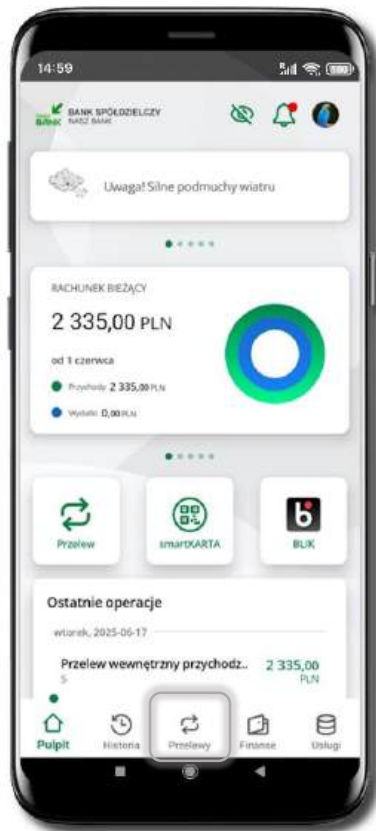 14:59
BANK SPÓŁDZIELCZY
NASZ BANK
BANK
Uwaga! Silne podmuchy wiatru
RACHUNEK BIEŻĄCY
2 335,00 PLN
od 1 czerwca
Przychody 2 335,00 PLN
Wydatki 0,00 PLN
Przelew
smartKARTA
BLIK
Ostatnie operacje
wtorek, 2025-06-17
Przelew wewnętrzny przychodz.. 2 335,00
S PLN
Pulpit Historia Przelewy Finanse Usługi